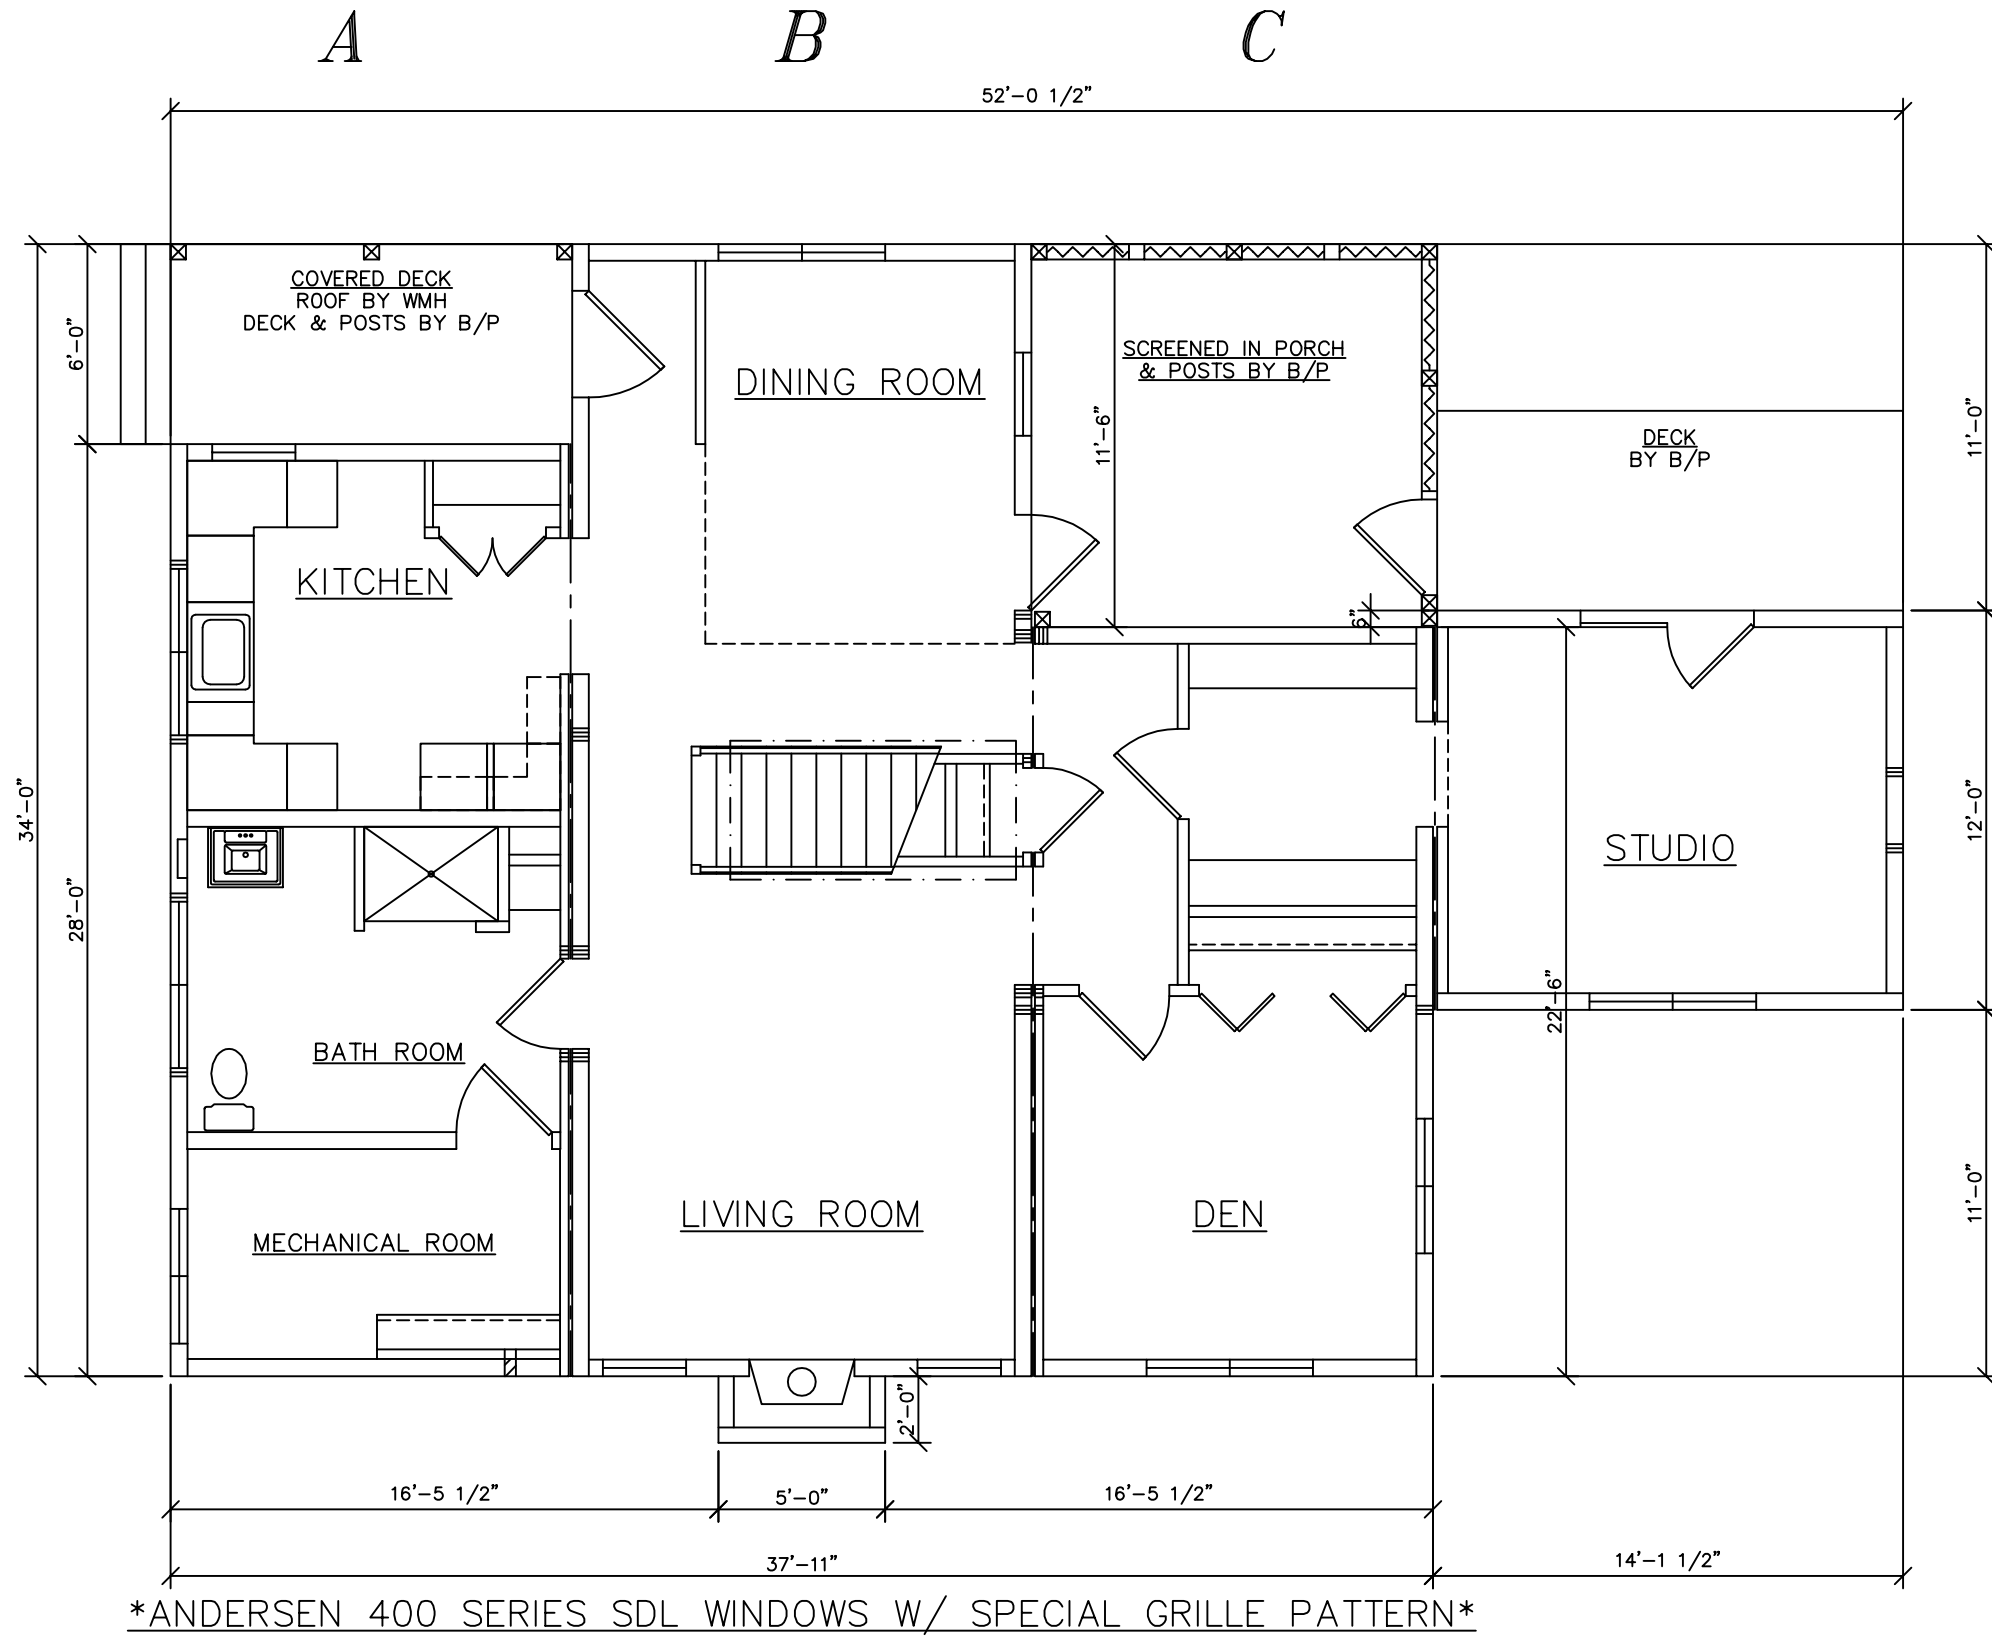 A B C
52'-0 1/2"
COVERED DECK
ROOF BY WMH
DECK & POSTS BY B/P
6'-0"
DINING ROOM
SCREENED IN PORCH
& POSTS BY B/P
11'-6"
DECK
BY B/P
11'-0"
KITCHEN
6"
34'-0"
28'-0"
STUDIO
12'-0"
22'-6"
BATH ROOM
LIVING ROOM
DEN
11'-0"
MECHANICAL ROOM
2'-0"
16'-5 1/2"
5'-0"
16'-5 1/2"
37'-11"
14'-1 1/2"
*ANDERSEN 400 SERIES SDL WINDOWS W/ SPECIAL GRILLE PATTERN*